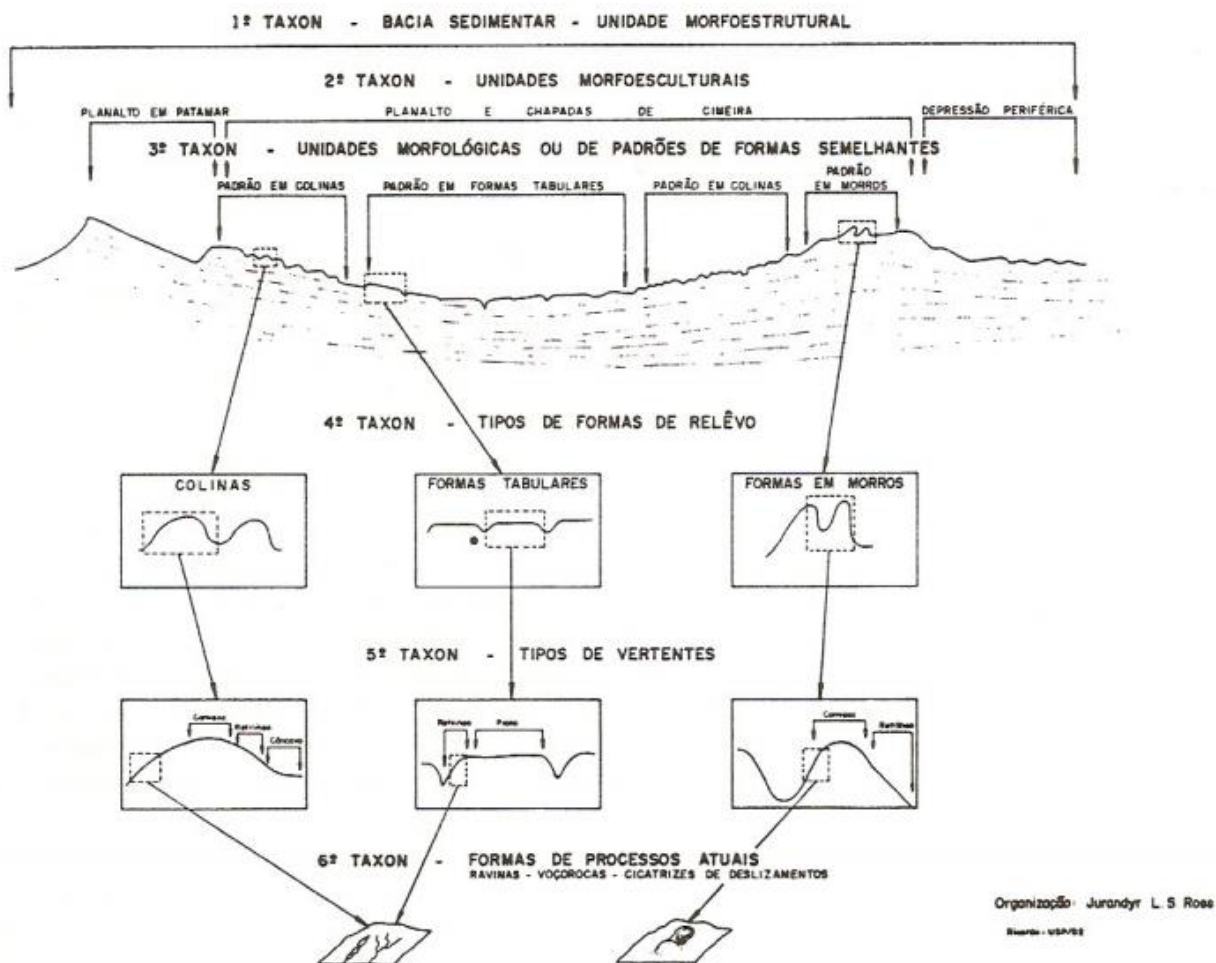 1º TAXON - BACIA SEDIMENTAR - UNIDADE MORFOESTRUTURAL
2º TAXON - UNIDADES MORFOESCULTURAIS
PLANALTO EM PATAMAR
PLANALTO E CHAPADAS DE CIMEIRA
DEPRESSÃO PERIFÉRICA
3º TAXON - UNIDADES MORFOLÓGICAS OU DE PADRÕES DE FORMAS SEMELHANTES
PADRÃO EM COLINAS
PADRÃO EM FORMAS TABULARES
PADRÃO EM COLINAS
PADRÃO
EM MORROS
4º TAXON - TIPOS DE FORMAS DE RELÊVO
COLINAS
FORMAS TABULARES
FORMAS EM MORROS
5º TAXON - TIPOS DE VERTENTES
Convexo
Retilíneo
Côncavo
Retilíneo
Plano
Convexo
Retilíneo
6º TAXON - FORMAS DE PROCESSOS ATUAIS
RAVINAS - VOÇOROCAS - CICATRIZES DE DESLIZAMENTOS
Organização: Jurandyr L. S Ross